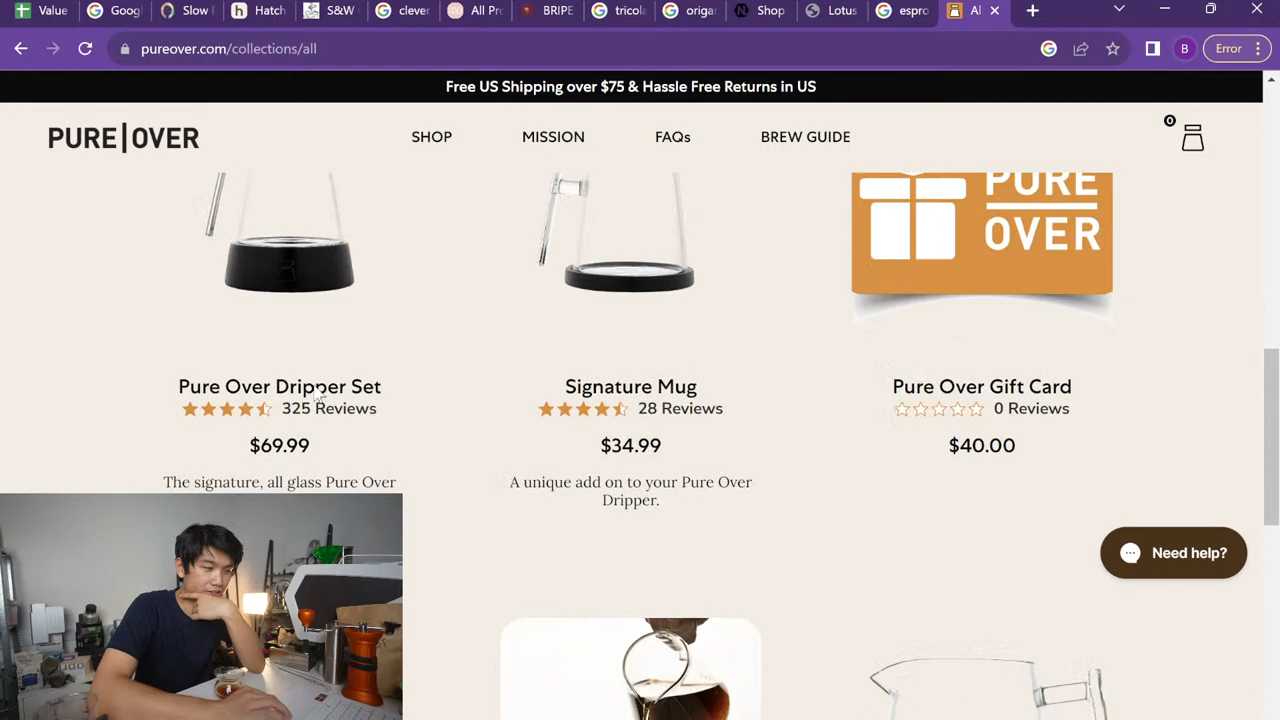 Value
Googl
Slow
Hatch
S&W
clever
All Pro
BRIPE
tricola
origa
Shop
Lotus
espro
Al
pureover.com/collections/all
B
Error
Free US Shipping over $75 & Hassle Free Returns in US
PURE|OVER
SHOP
MISSION
FAQs
BREW GUIDE
0
PURE
OVER
Pure Over Dripper Set
325 Reviews
$69.99
The signature, all glass Pure Over
Signature Mug
28 Reviews
$34.99
A unique add on to your Pure Over
Dripper.
Pure Over Gift Card
0 Reviews
$40.00
Need help?